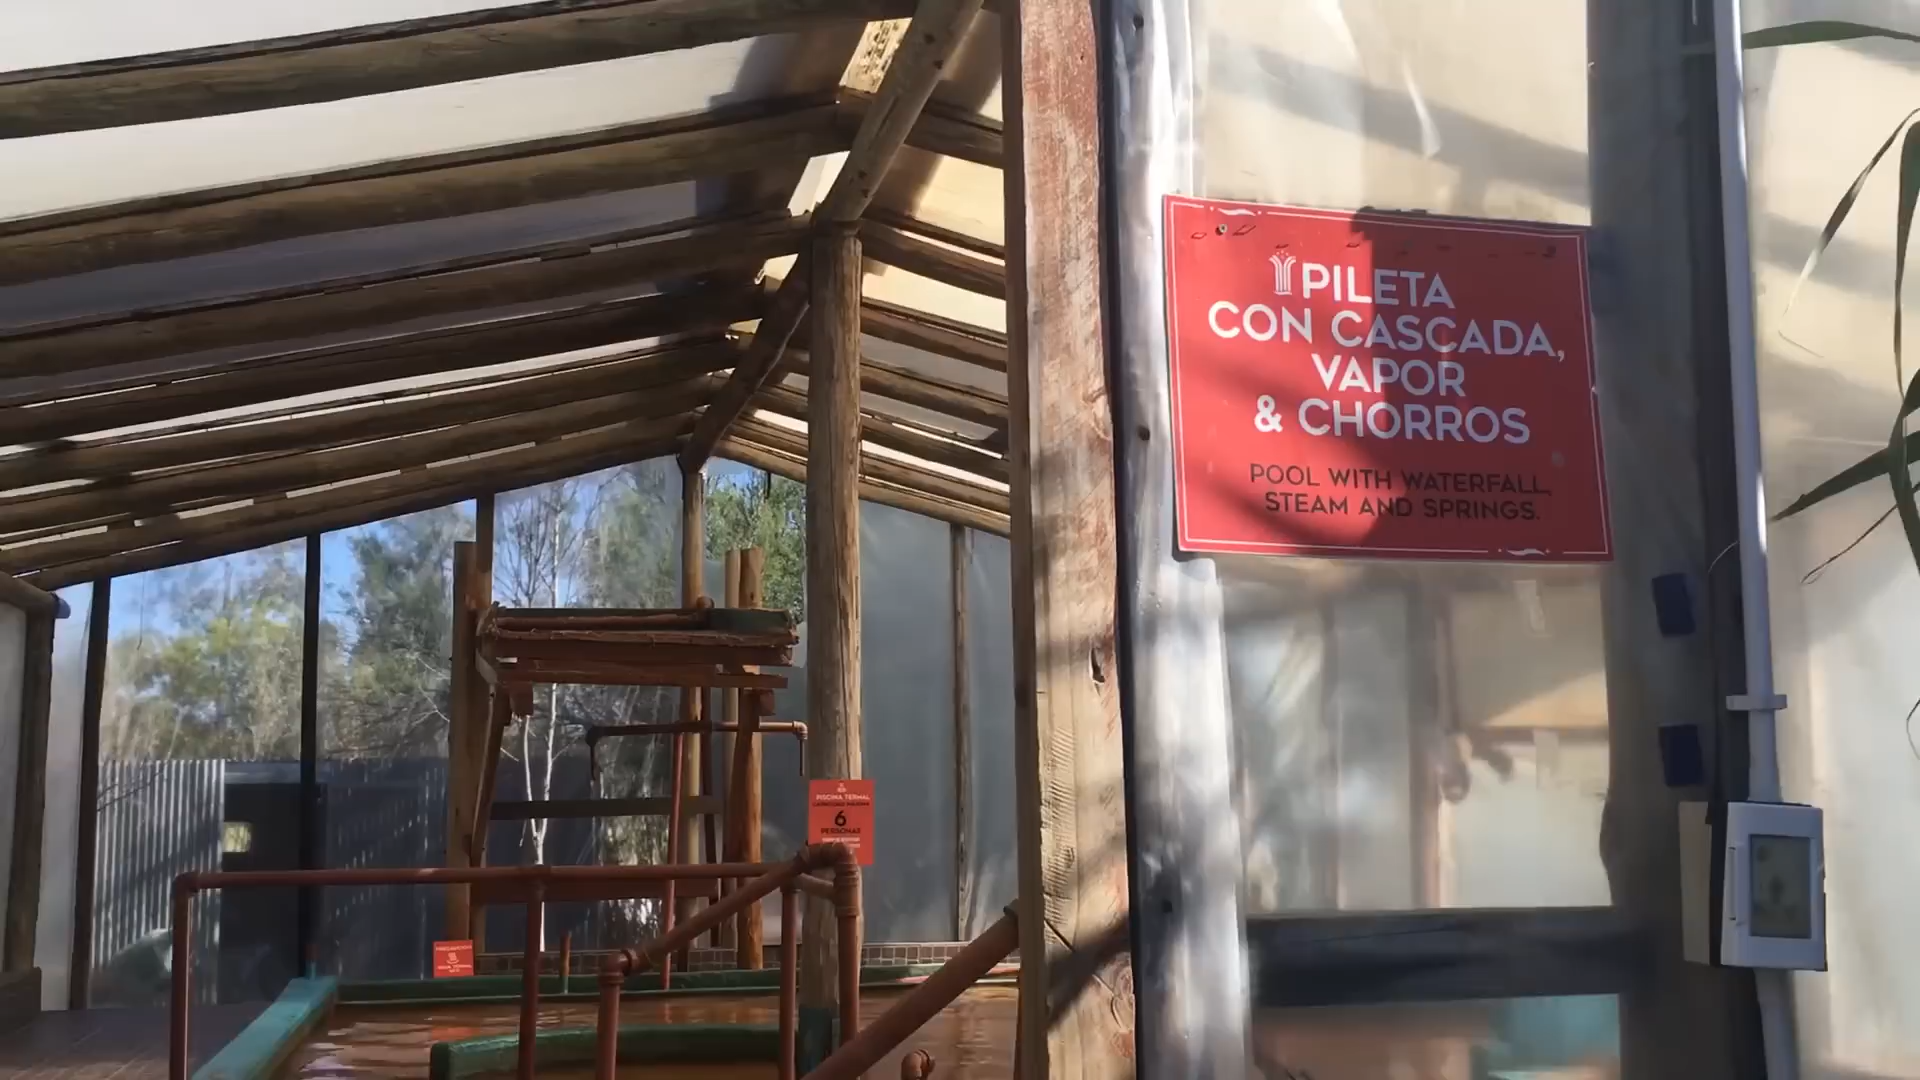 PILETA
CON CASCADA,
VAPOR
& CHORROS
POOL WITH WATERFALL,
STEAM AND SPRINGS.
PISCINA TERMAL
6
PERSONAS